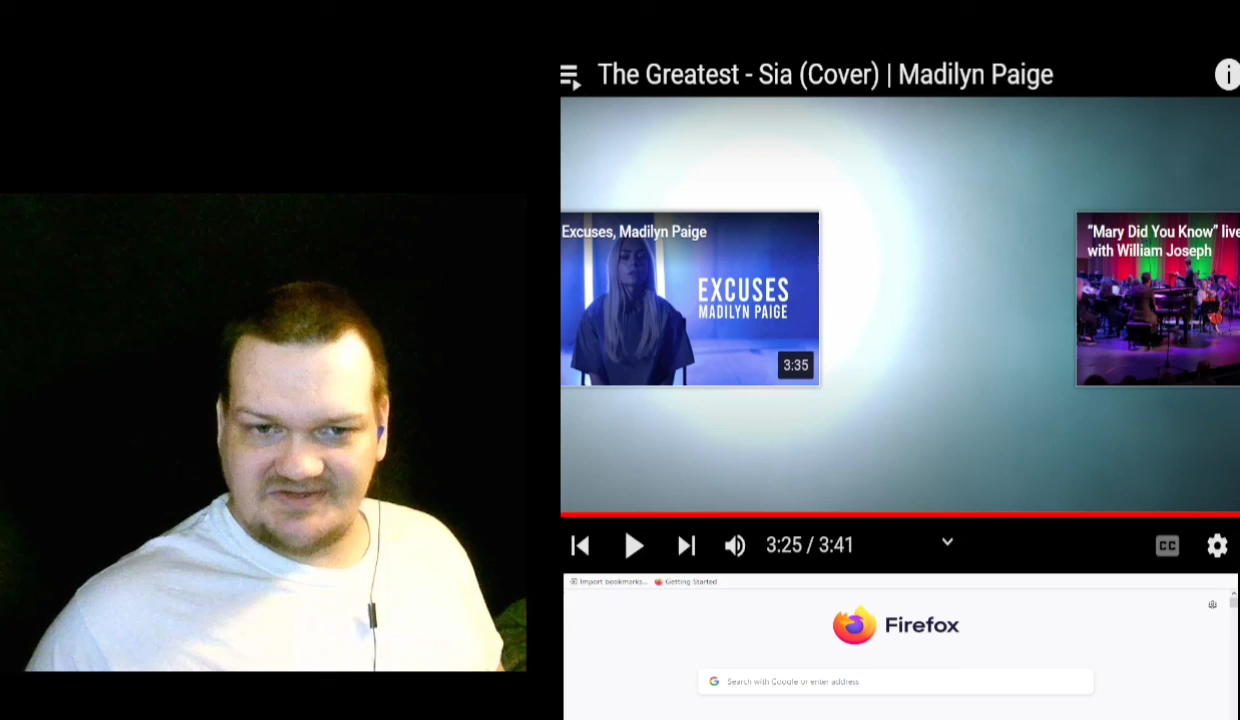 The Greatest - Sia (Cover) | Madilyn Paige
Excuses, Madilyn Paige
EXCUSES
MADILYN PAIGE
3:35
"Mary Did You Know" live
with William Joseph
3:25 / 3:41
CC
Import bookmarks...
Getting Started
Firefox
Search with Google or enter address